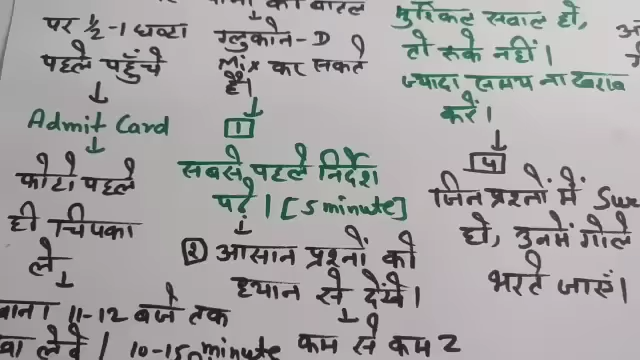 पर ½-1 घण्टा
पहले पहुँचे
↓
Admit Card
↓
फोटो पहले
ही चिपका
ले
↓
11-12 बजे तक
लेवे |
की बोतल
↓
ग्लुकोन-D
Mix कर सकते
है।
↓
1
सबसे पहले निर्देश
पढे। [5 minute]
↓
2 आसान प्रश्नों को
ध्यान से देंखे।
↓
10-15 minute कम से कम 2
मुश्किल सवाल हो,
तो रुके नहीं।
ज्यादा समय ना खराब
करें।
↓
जिन प्रश्नों में Sure
हो, उनमें गोले
भरते जाएं।